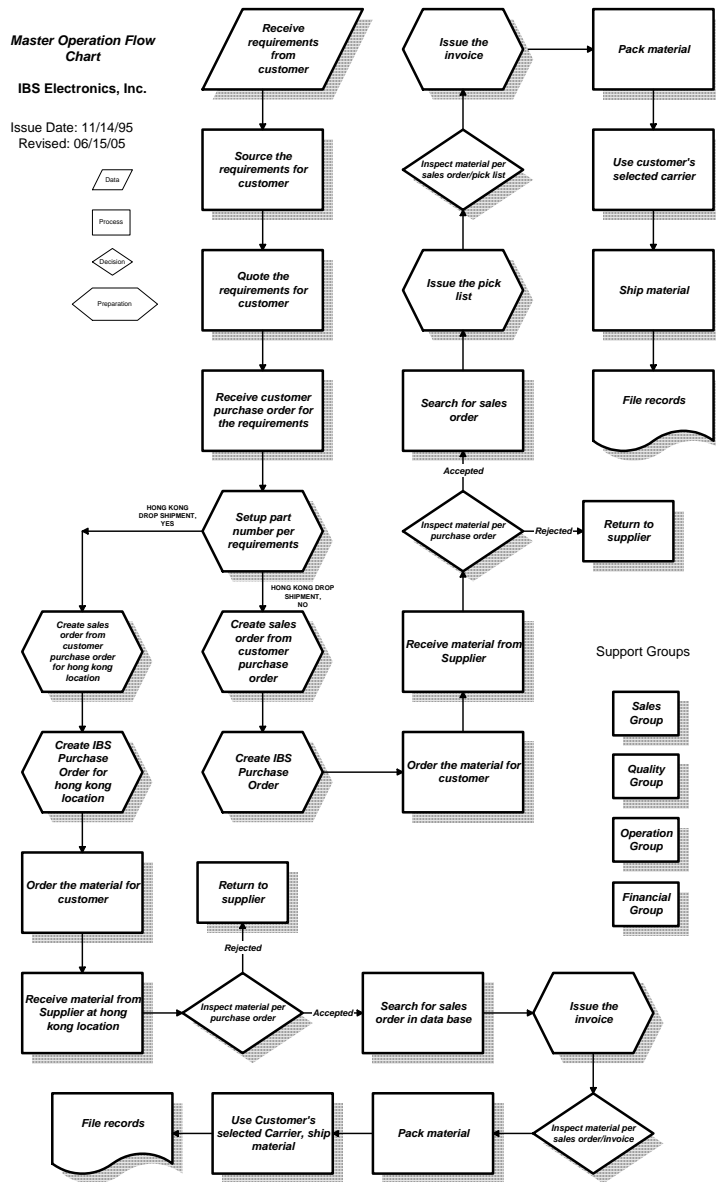 Master Operation Flow
Chart
IBS Electronics, Inc.
Issue Date: 11/14/95
Revised: 06/15/05
Data
Process
Decision
Preparation
Receive
requirements
from
customer
Source the
requirements for
customer
Quote the
requirements for
customer
Receive customer
purchase order for
the requirements
Setup part
number per
requirements
HONG KONG
DROP SHIPMENT,
YES
HONG KONG DROP
SHIPMENT,
NO
Create sales
order from
customer
purchase order
for hong kong
location
Create IBS
Purchase
Order for
hong kong
location
Order the material for
customer
Receive material from
Supplier at hong
kong location
Create sales
order from
customer
purchase
order
Create IBS
Purchase
Order
Order the material for
customer
Receive material from
Supplier
Inspect material per
purchase order
Rejected
Return to
supplier
Accepted
Search for sales
order
Issue the pick
list
Inspect material per
sales order/pick list
Issue the
invoice
Pack material
Use customer's
selected carrier
Ship material
File records
Support Groups
Sales
Group
Quality
Group
Operation
Group
Financial
Group
Return to
supplier
Rejected
Inspect material per
purchase order
Accepted
Search for sales
order in data base
Issue the
invoice
Inspect material per
sales order/invoice
Pack material
Use Customer's
selected Carrier, ship
material
File records